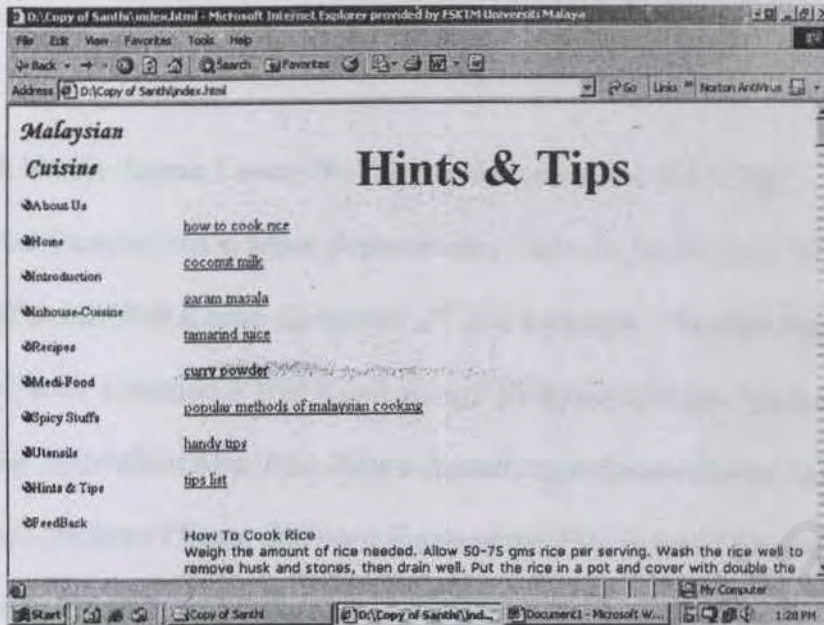 D:\Copy of Santhi\index.html - Microsoft Internet Explorer provided by FSKTM Universiti Malaya
File Edit View Favorites Tools Help
Back Search Favorites
Address D:\Copy of Santhi\index.html Go Links Norton AntiVirus
Malaysian
Cuisine
Hints & Tips
About Us
how to cook rice
Home
coconut milk
Introduction
garam masala
Inhouse-Cuisine
tamarind juice
Recipes
curry powder
Medi-Food
popular methods of malaysian cooking
Spicy Stuffs
handy tips
Utensils
tips list
Hints & Tips
FeedBack
How To Cook Rice
Weigh the amount of rice needed. Allow 50-75 gms rice per serving. Wash the rice well to
remove husk and stones, then drain well. Put the rice in a pot and cover with double the
My Computer
Start Copy of Santhi D:\Copy of Santhi\ind... Document1 - Microsoft W... 1:28 PM